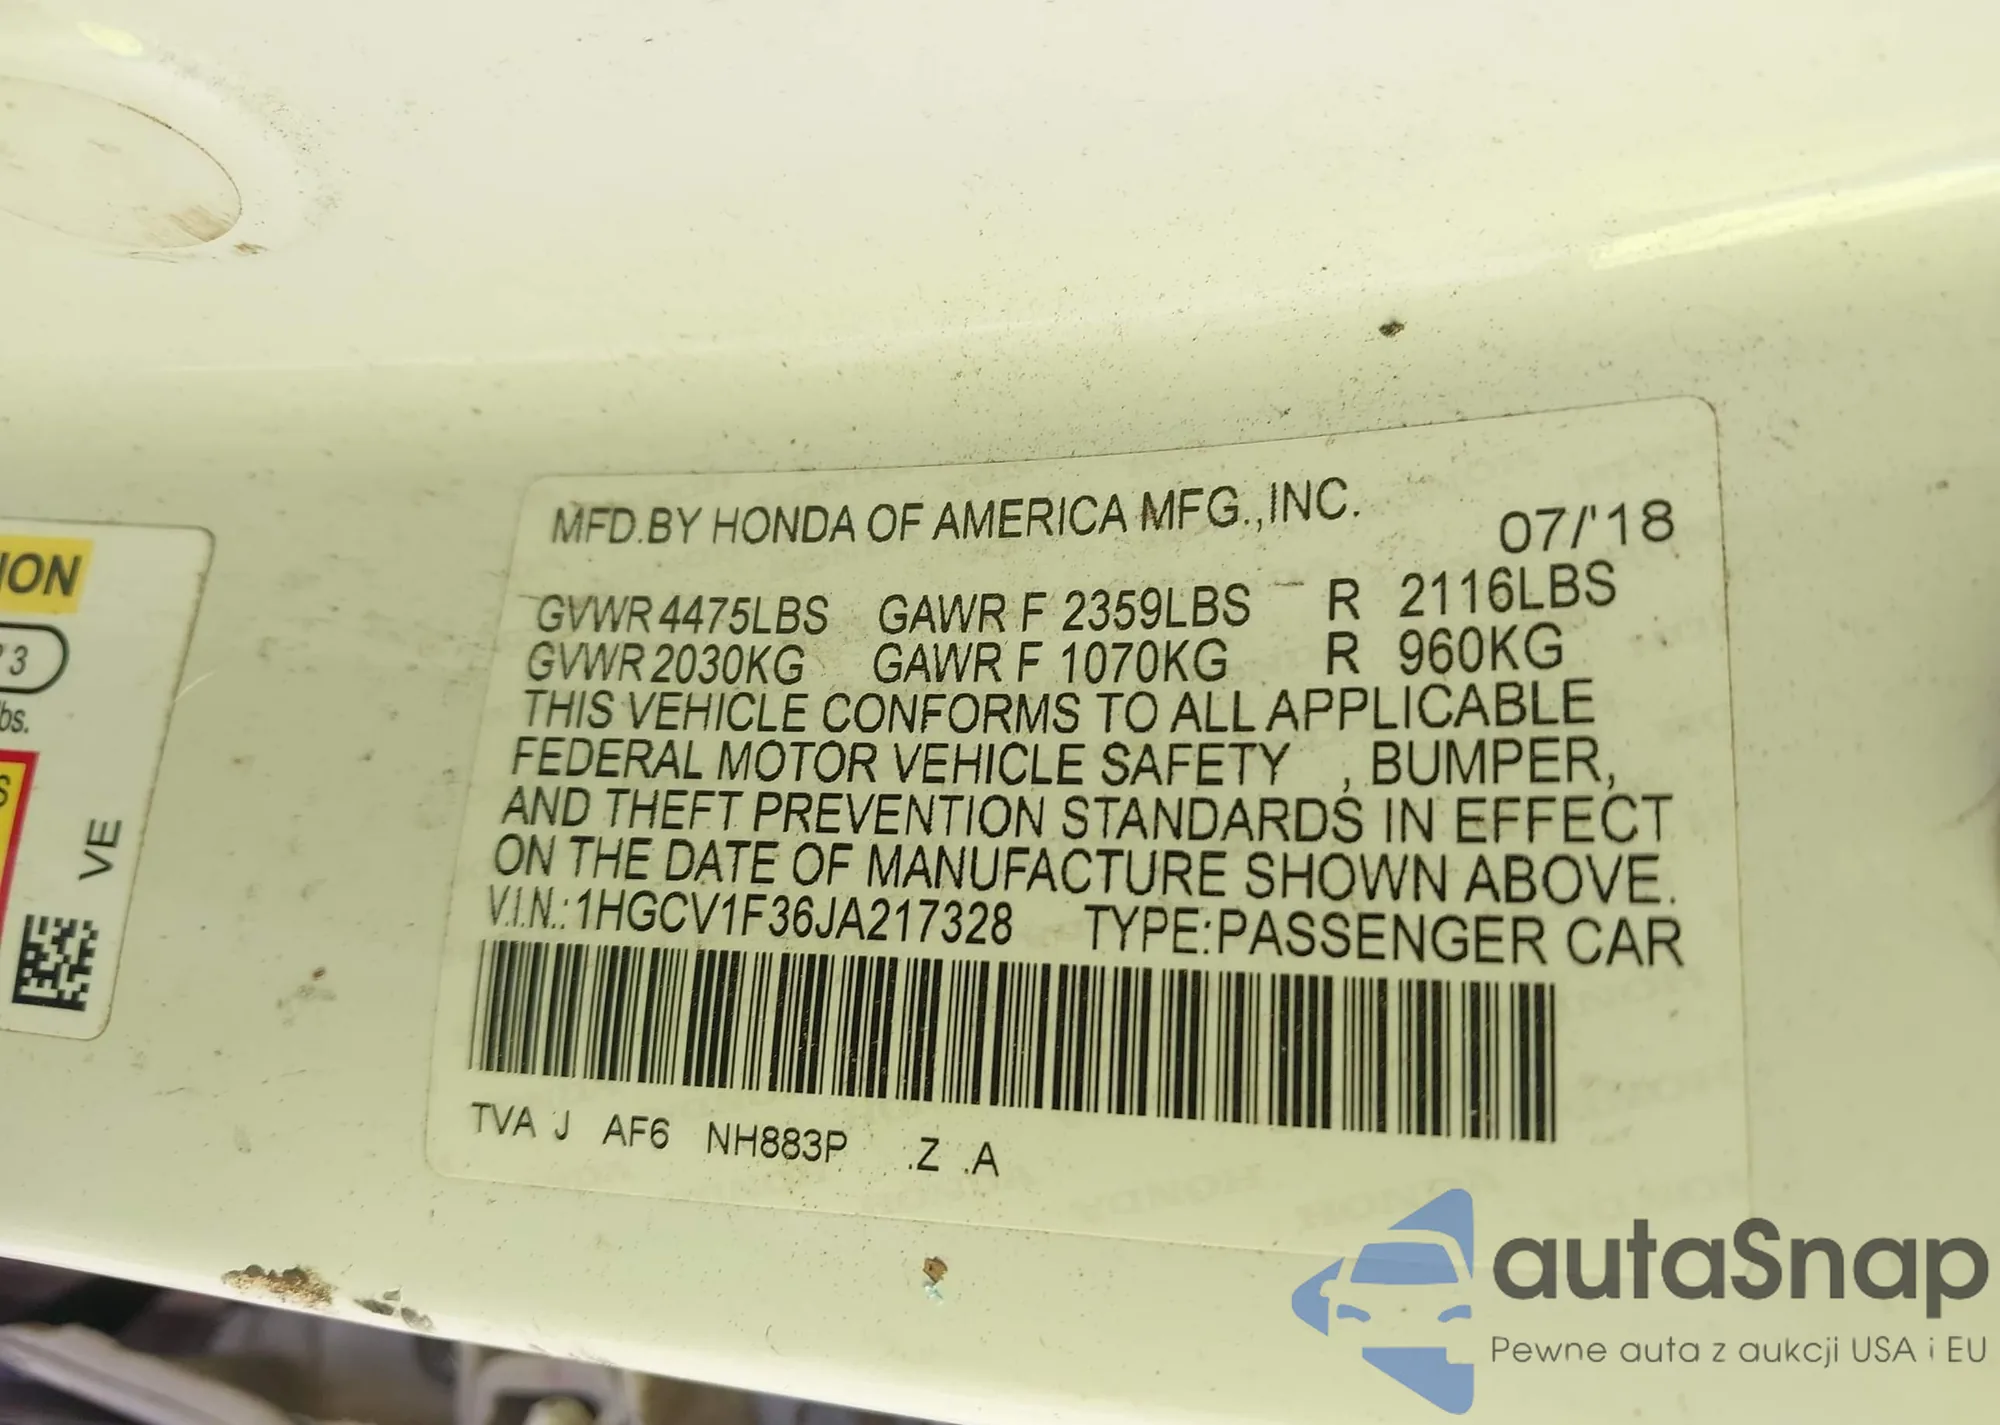 MFD.BY HONDA OF AMERICA MFG.,INC.
07/'18
GVWR 4475LBS GAWR F 2359LBS R 2116LBS
GVWR 2030KG GAWR F 1070KG R 960KG
THIS VEHICLE CONFORMS TO ALL APPLICABLE
FEDERAL MOTOR VEHICLE SAFETY , BUMPER,
AND THEFT PREVENTION STANDARDS IN EFFECT
ON THE DATE OF MANUFACTURE SHOWN ABOVE.
V.I.N.: 1HGCV1F36JA217328 TYPE:PASSENGER CAR
TVA J AF6 NH883P .Z .A
VE
autaSnap
Pewne auta z aukcji USA i EU